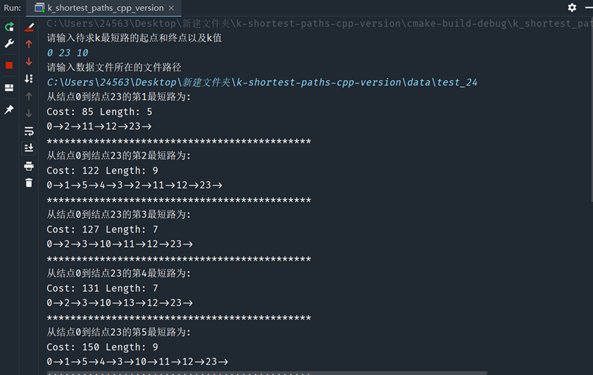 Run: k_shortest_paths_cpp_version ×
C:\Users\24563\Desktop\新建文件夹\k-shortest-paths-cpp-version\cmake-build-debug\k_shortest_pat
请输入待求k最短路的起点和终点以及k值
0 23 10
请输入数据文件所在的文件路径
C:\Users\24563\Desktop\新建文件夹\k-shortest-paths-cpp-version\data\test_24
从结点0到结点23的第1最短路为:
Cost: 85 Length: 5
0→2→11→12→23→
*********************************************
从结点0到结点23的第2最短路为:
Cost: 122 Length: 9
0→1→5→4→3→2→11→12→23→
*********************************************
从结点0到结点23的第3最短路为:
Cost: 127 Length: 7
0→2→3→10→11→12→23→
*********************************************
从结点0到结点23的第4最短路为:
Cost: 131 Length: 7
0→2→3→10→13→12→23→
*********************************************
从结点0到结点23的第5最短路为:
Cost: 150 Length: 9
0→1→5→4→3→10→11→12→23→
*********************************************